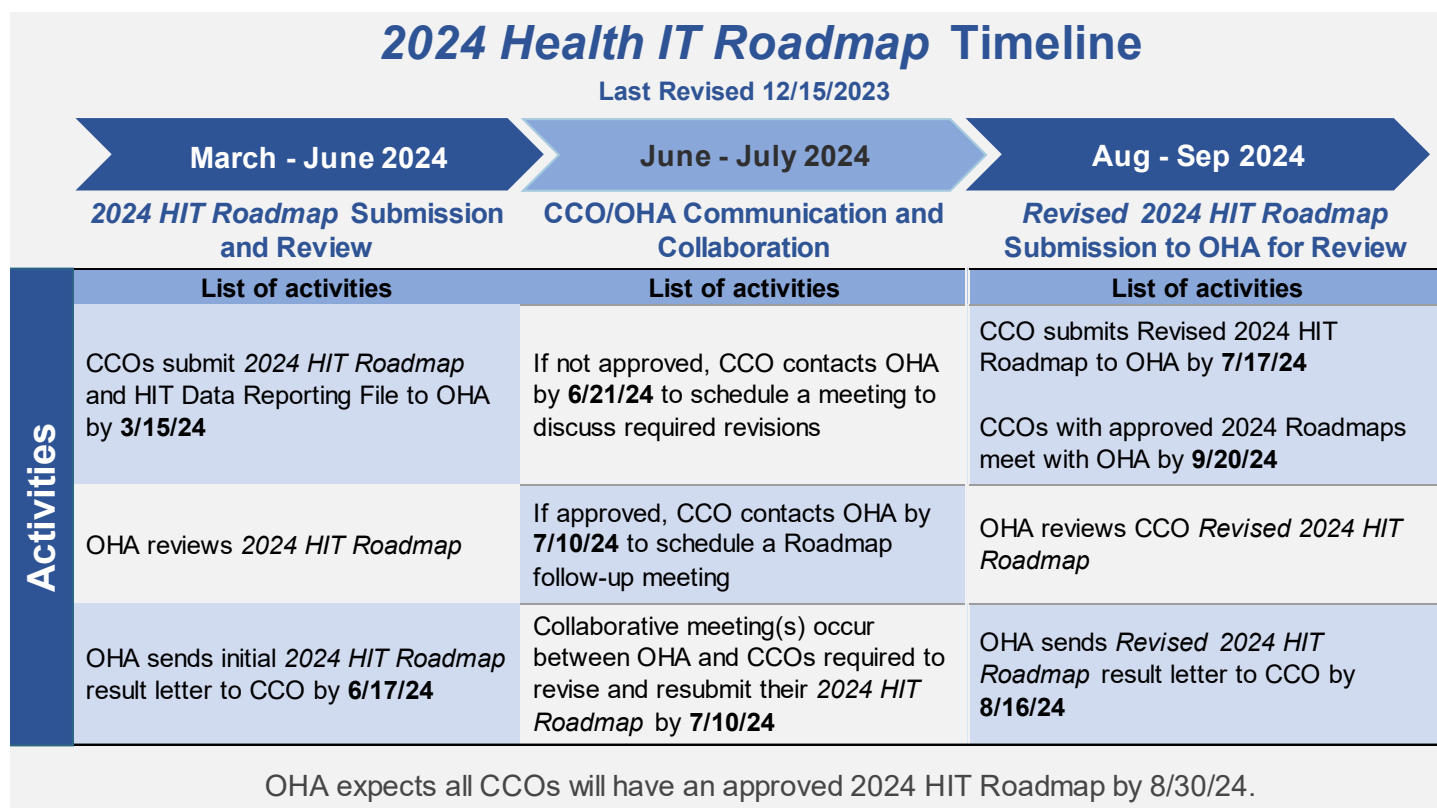 2024 Health IT Roadmap Timeline
Last Revised 12/15/2023
March - June 2024
June - July 2024
Aug - Sep 2024
2024 HIT Roadmap Submission
and Review
CCO/OHA Communication and
Collaboration
Revised 2024 HIT Roadmap
Submission to OHA for Review
Activities
List of activities
List of activities
List of activities
CCOs submit 2024 HIT Roadmap
and HIT Data Reporting File to OHA
by 3/15/24
If not approved, CCO contacts OHA
by 6/21/24 to schedule a meeting to
discuss required revisions
CCO submits Revised 2024 HIT
Roadmap to OHA by 7/17/24
CCOs with approved 2024 Roadmaps
meet with OHA by 9/20/24
OHA reviews 2024 HIT Roadmap
If approved, CCO contacts OHA by
7/10/24 to schedule a Roadmap
follow-up meeting
OHA reviews CCO Revised 2024 HIT
Roadmap
OHA sends initial 2024 HIT Roadmap
result letter to CCO by 6/17/24
Collaborative meeting(s) occur
between OHA and CCOs required to
revise and resubmit their 2024 HIT
Roadmap by 7/10/24
OHA sends Revised 2024 HIT
Roadmap result letter to CCO by
8/16/24
OHA expects all CCOs will have an approved 2024 HIT Roadmap by 8/30/24.